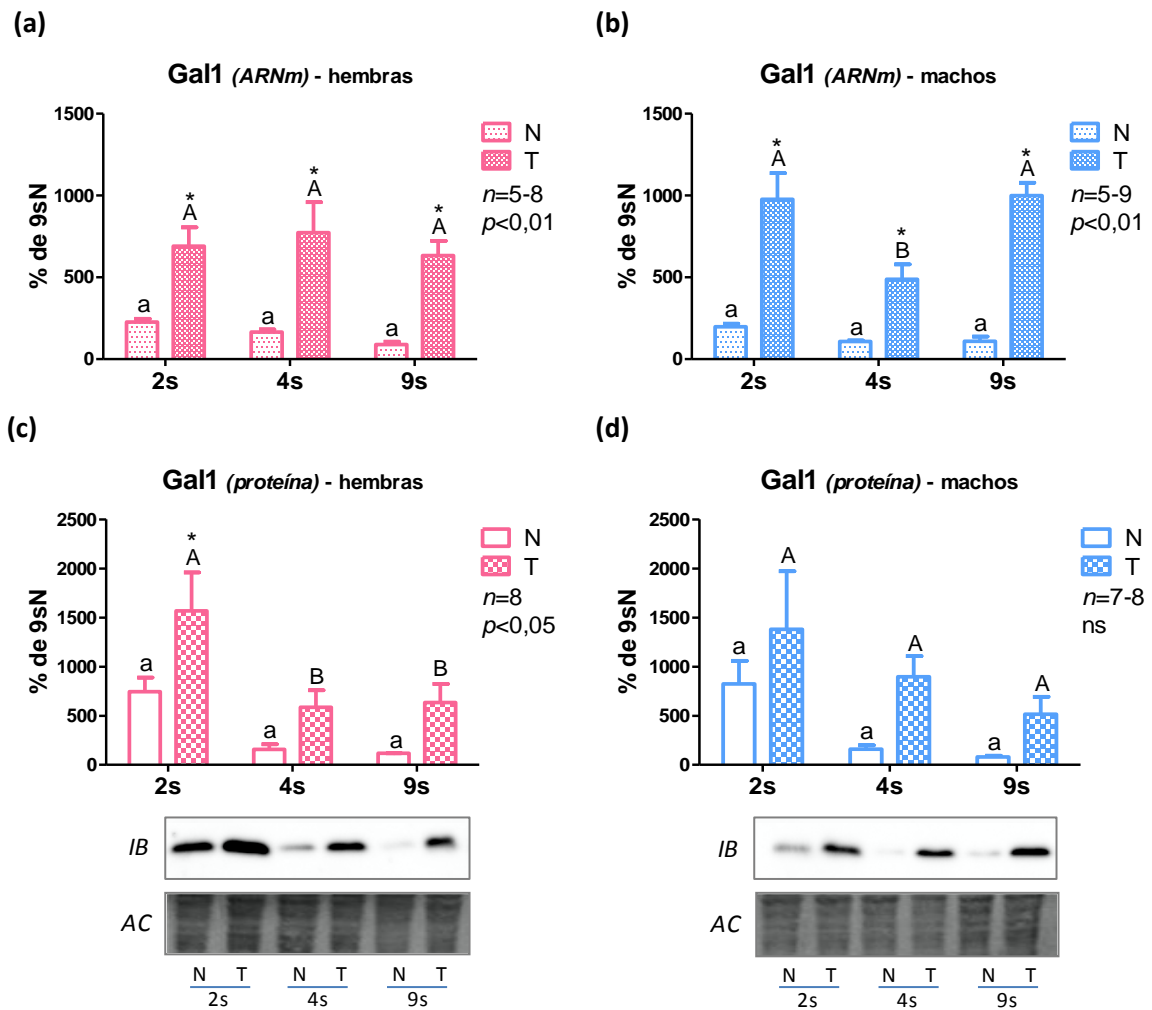 (a)
Gal1 (ARNm) - hembras
% de 9sN
1500
1000
500
0
a
*
A
a
*
A
a
*
A
2s 4s 9s
N
T
n=5-8
p<0,01
(b)
Gal1 (ARNm) - machos
% de 9sN
1500
1000
500
0
a
*
A
a
*
B
a
*
A
2s 4s 9s
N
T
n=5-9
p<0,01
(c)
Gal1 (proteína) - hembras
% de 9sN
2500
2000
1500
1000
500
0
a
*
A
a
B
a
B
2s 4s 9s
N
T
n=8
p<0,05
IB
AC
N T N T N T
2s 4s 9s
(d)
Gal1 (proteína) - machos
% de 9sN
2500
2000
1500
1000
500
0
a
A
a
A
a
A
2s 4s 9s
N
T
n=7-8
ns
IB
AC
N T N T N T
2s 4s 9s